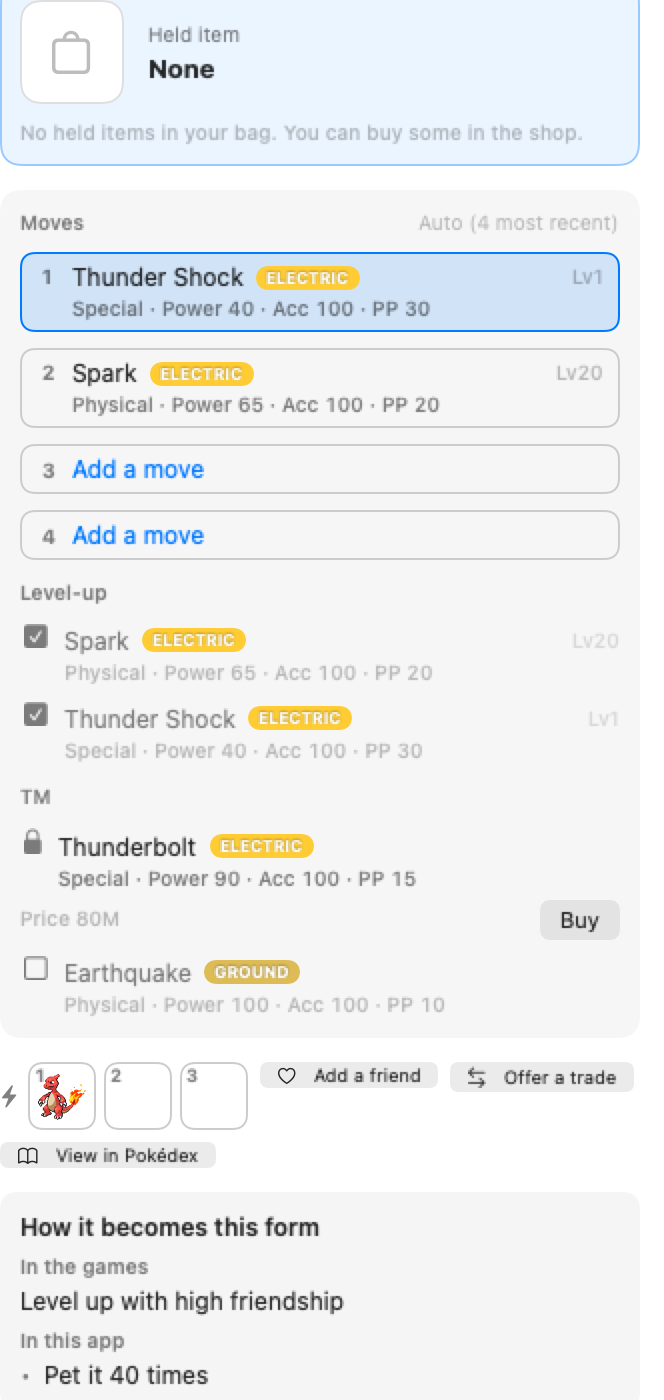 Held item
None
No held items in your bag. You can buy some in the shop.
Moves Auto (4 most recent)
1 Thunder Shock ELECTRIC Lv1
Special · Power 40 · Acc 100 · PP 30
2 Spark ELECTRIC Lv20
Physical · Power 65 · Acc 100 · PP 20
3 Add a move
4 Add a move
Level-up
Spark ELECTRIC Lv20
Physical · Power 65 · Acc 100 · PP 20
Thunder Shock ELECTRIC Lv1
Special · Power 40 · Acc 100 · PP 30
TM
Thunderbolt ELECTRIC
Special · Power 90 · Acc 100 · PP 15
Price 80M Buy
Earthquake GROUND
Physical · Power 100 · Acc 100 · PP 10
1 2 3 Add a friend Offer a trade
View in Pokédex
How it becomes this form
In the games
Level up with high friendship
In this app
· Pet it 40 times